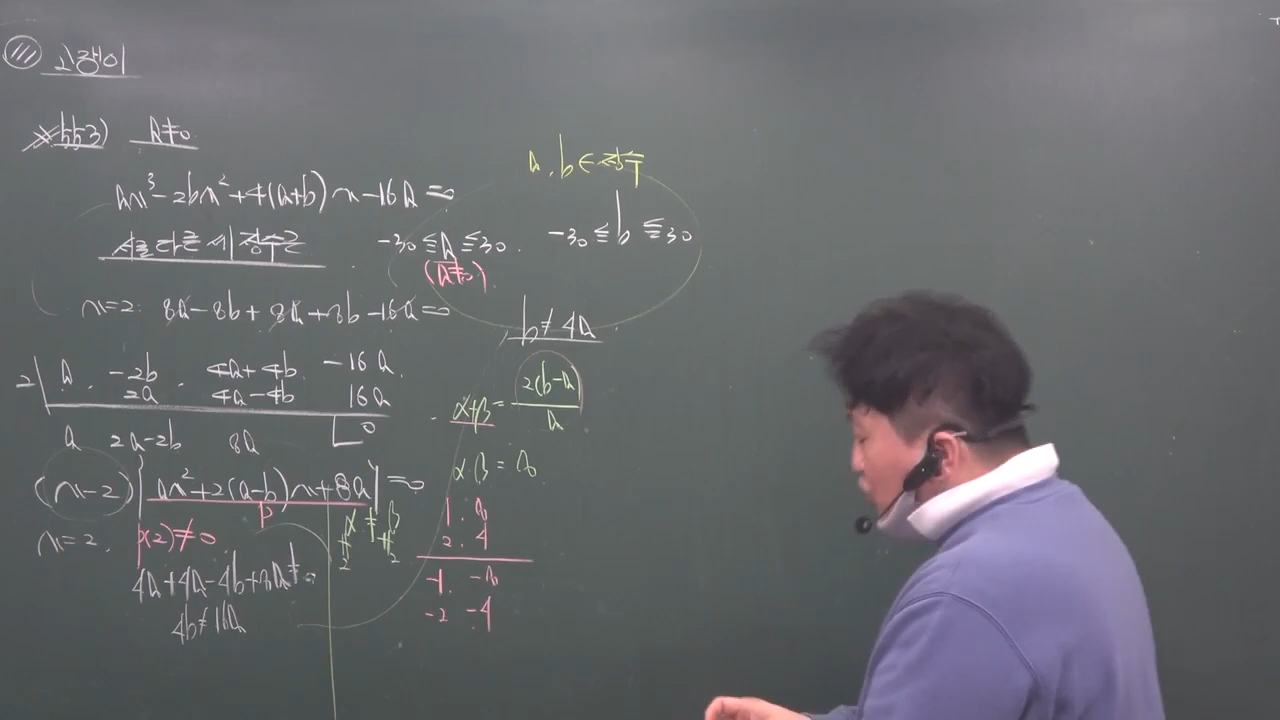 고랭이
83) a≠0
ax³-2bx²+4(a+b)x-16a=0
서로 다른 세 정수근
a, b ∈ 정수
-30≤a≤30. -30≤b≤30
(a≠0)
x=2: 8a-8b+8a+8b-16a=0
b≠4a
2 | a -2b 4a+4b -16a
2a 4a-4b 16a
a 2a-2b 8a 0
α+β = 2(b-a)/a
αβ = 8
(x-2)(ax²+2(a-b)x+8a)=0
p
x=2. p(2)≠0
α ≠ β
≠ ≠
2 2
4a+4a-4b+8a≠0
4b≠16a
1. 8
2. 4
-1. -8
-2 -4